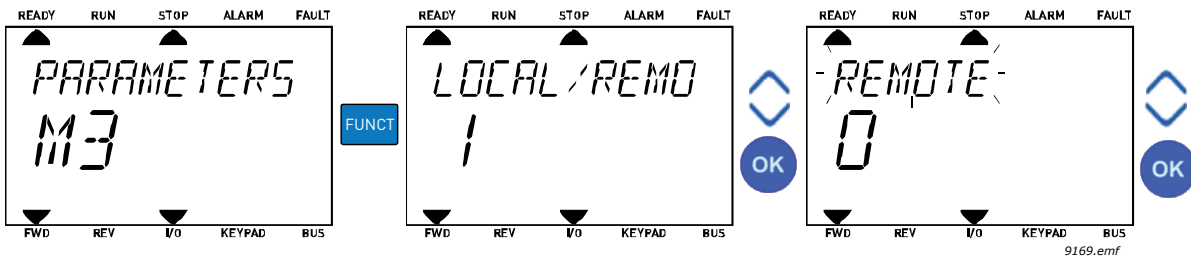 READY RUN STOP ALARM FAULT
PARAMETERS
M3
FWD REV I/O KEYPAD BUS
FUNCT
READY RUN STOP ALARM FAULT
LOCAL/REMO
1
FWD REV I/O KEYPAD BUS
OK
READY RUN STOP ALARM FAULT
REMOTE
0
FWD REV I/O KEYPAD BUS
OK
9169.emf